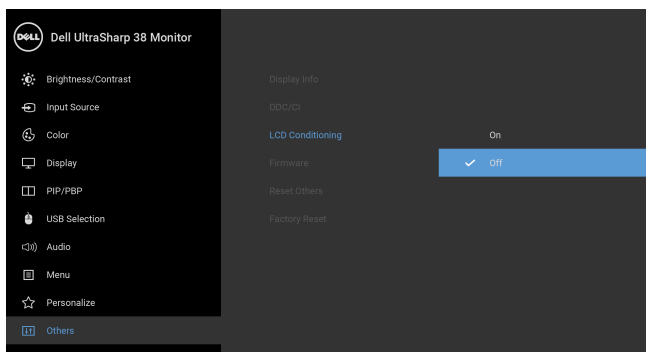 DELL Dell UltraSharp 38 Monitor
Brightness/Contrast
Input Source
Color
Display
PIP/PBP
USB Selection
Audio
Menu
Personalize
Others
Display Info
DDC/CI
LCD Conditioning
Firmware
Reset Others
Factory Reset
On
Off